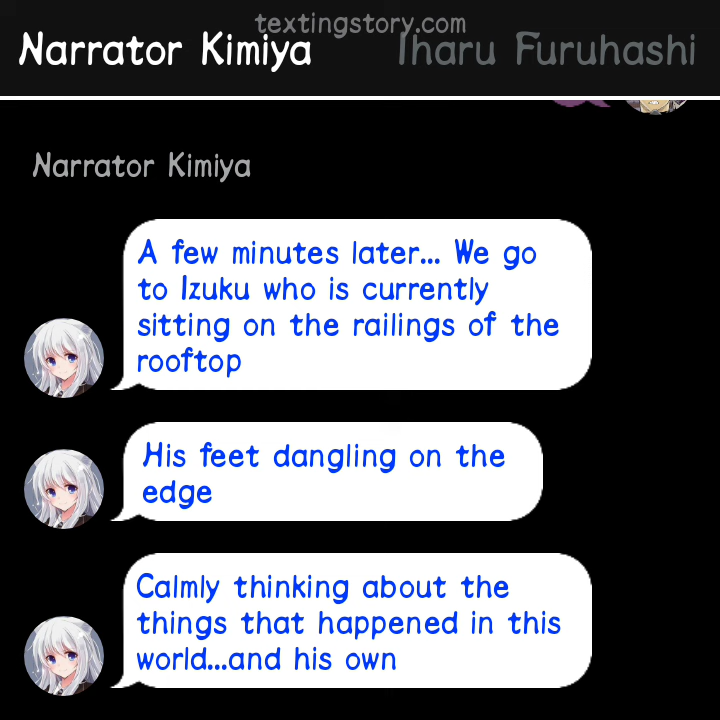 textingstory.com
Narrator Kimiya
Iharu Furuhashi
Narrator Kimiya
A few minutes later... We go
to Izuku who is currently
sitting on the railings of the
rooftop
His feet dangling on the
edge
Calmly thinking about the
things that happened in this
world...and his own